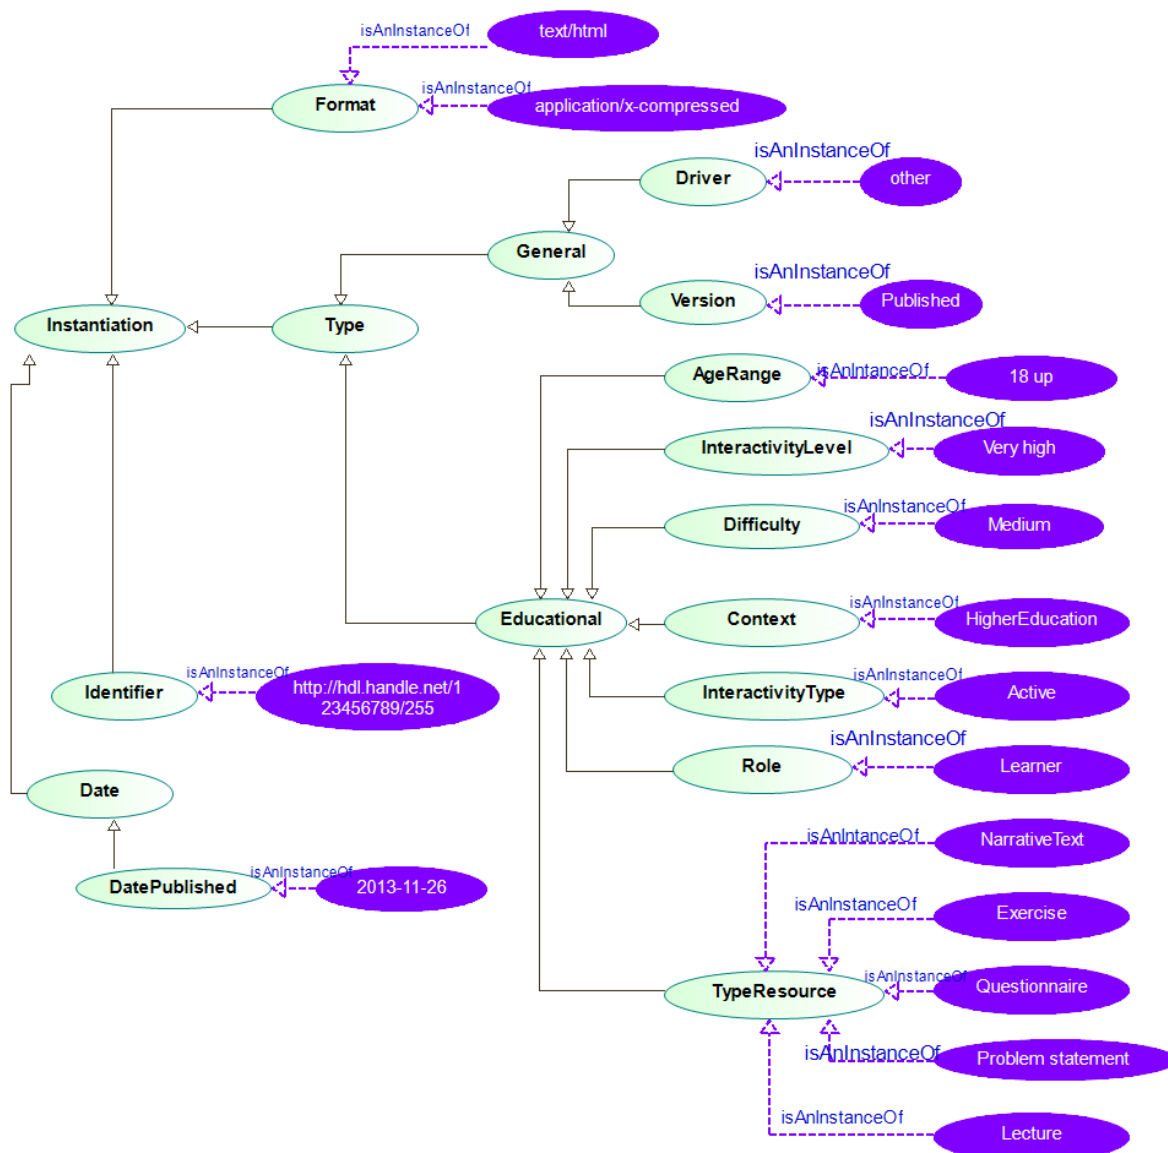 isAnInstanceOf
text/html
isAnInstanceOf
Format
application/x-compressed
isAnInstanceOf
Driver
other
General
isAnInstanceOf
Version
Published
Instantiation
Type
AgeRange
isAnIntanceOf
18 up
isAnInstanceOf
InteractivityLevel
Very high
isAnInstanceOf
Difficulty
Medium
isAnInstanceOf
Educational
Context
HigherEducation
isAnInstanceOf
Identifier
http://hdl.handle.net/1
23456789/255
isAnInstanceOf
InteractivityType
Active
isAnInstanceOf
Role
Learner
Date
isAnIntanceOf
NarrativeText
isAnInstanceOf
DatePublished
2013-11-26
isAnInstanceOf
Exercise
isAnInstanceOf
TypeResource
Questionnaire
isAnInstanceOf
Problem statement
isAnInstanceOf
Lecture